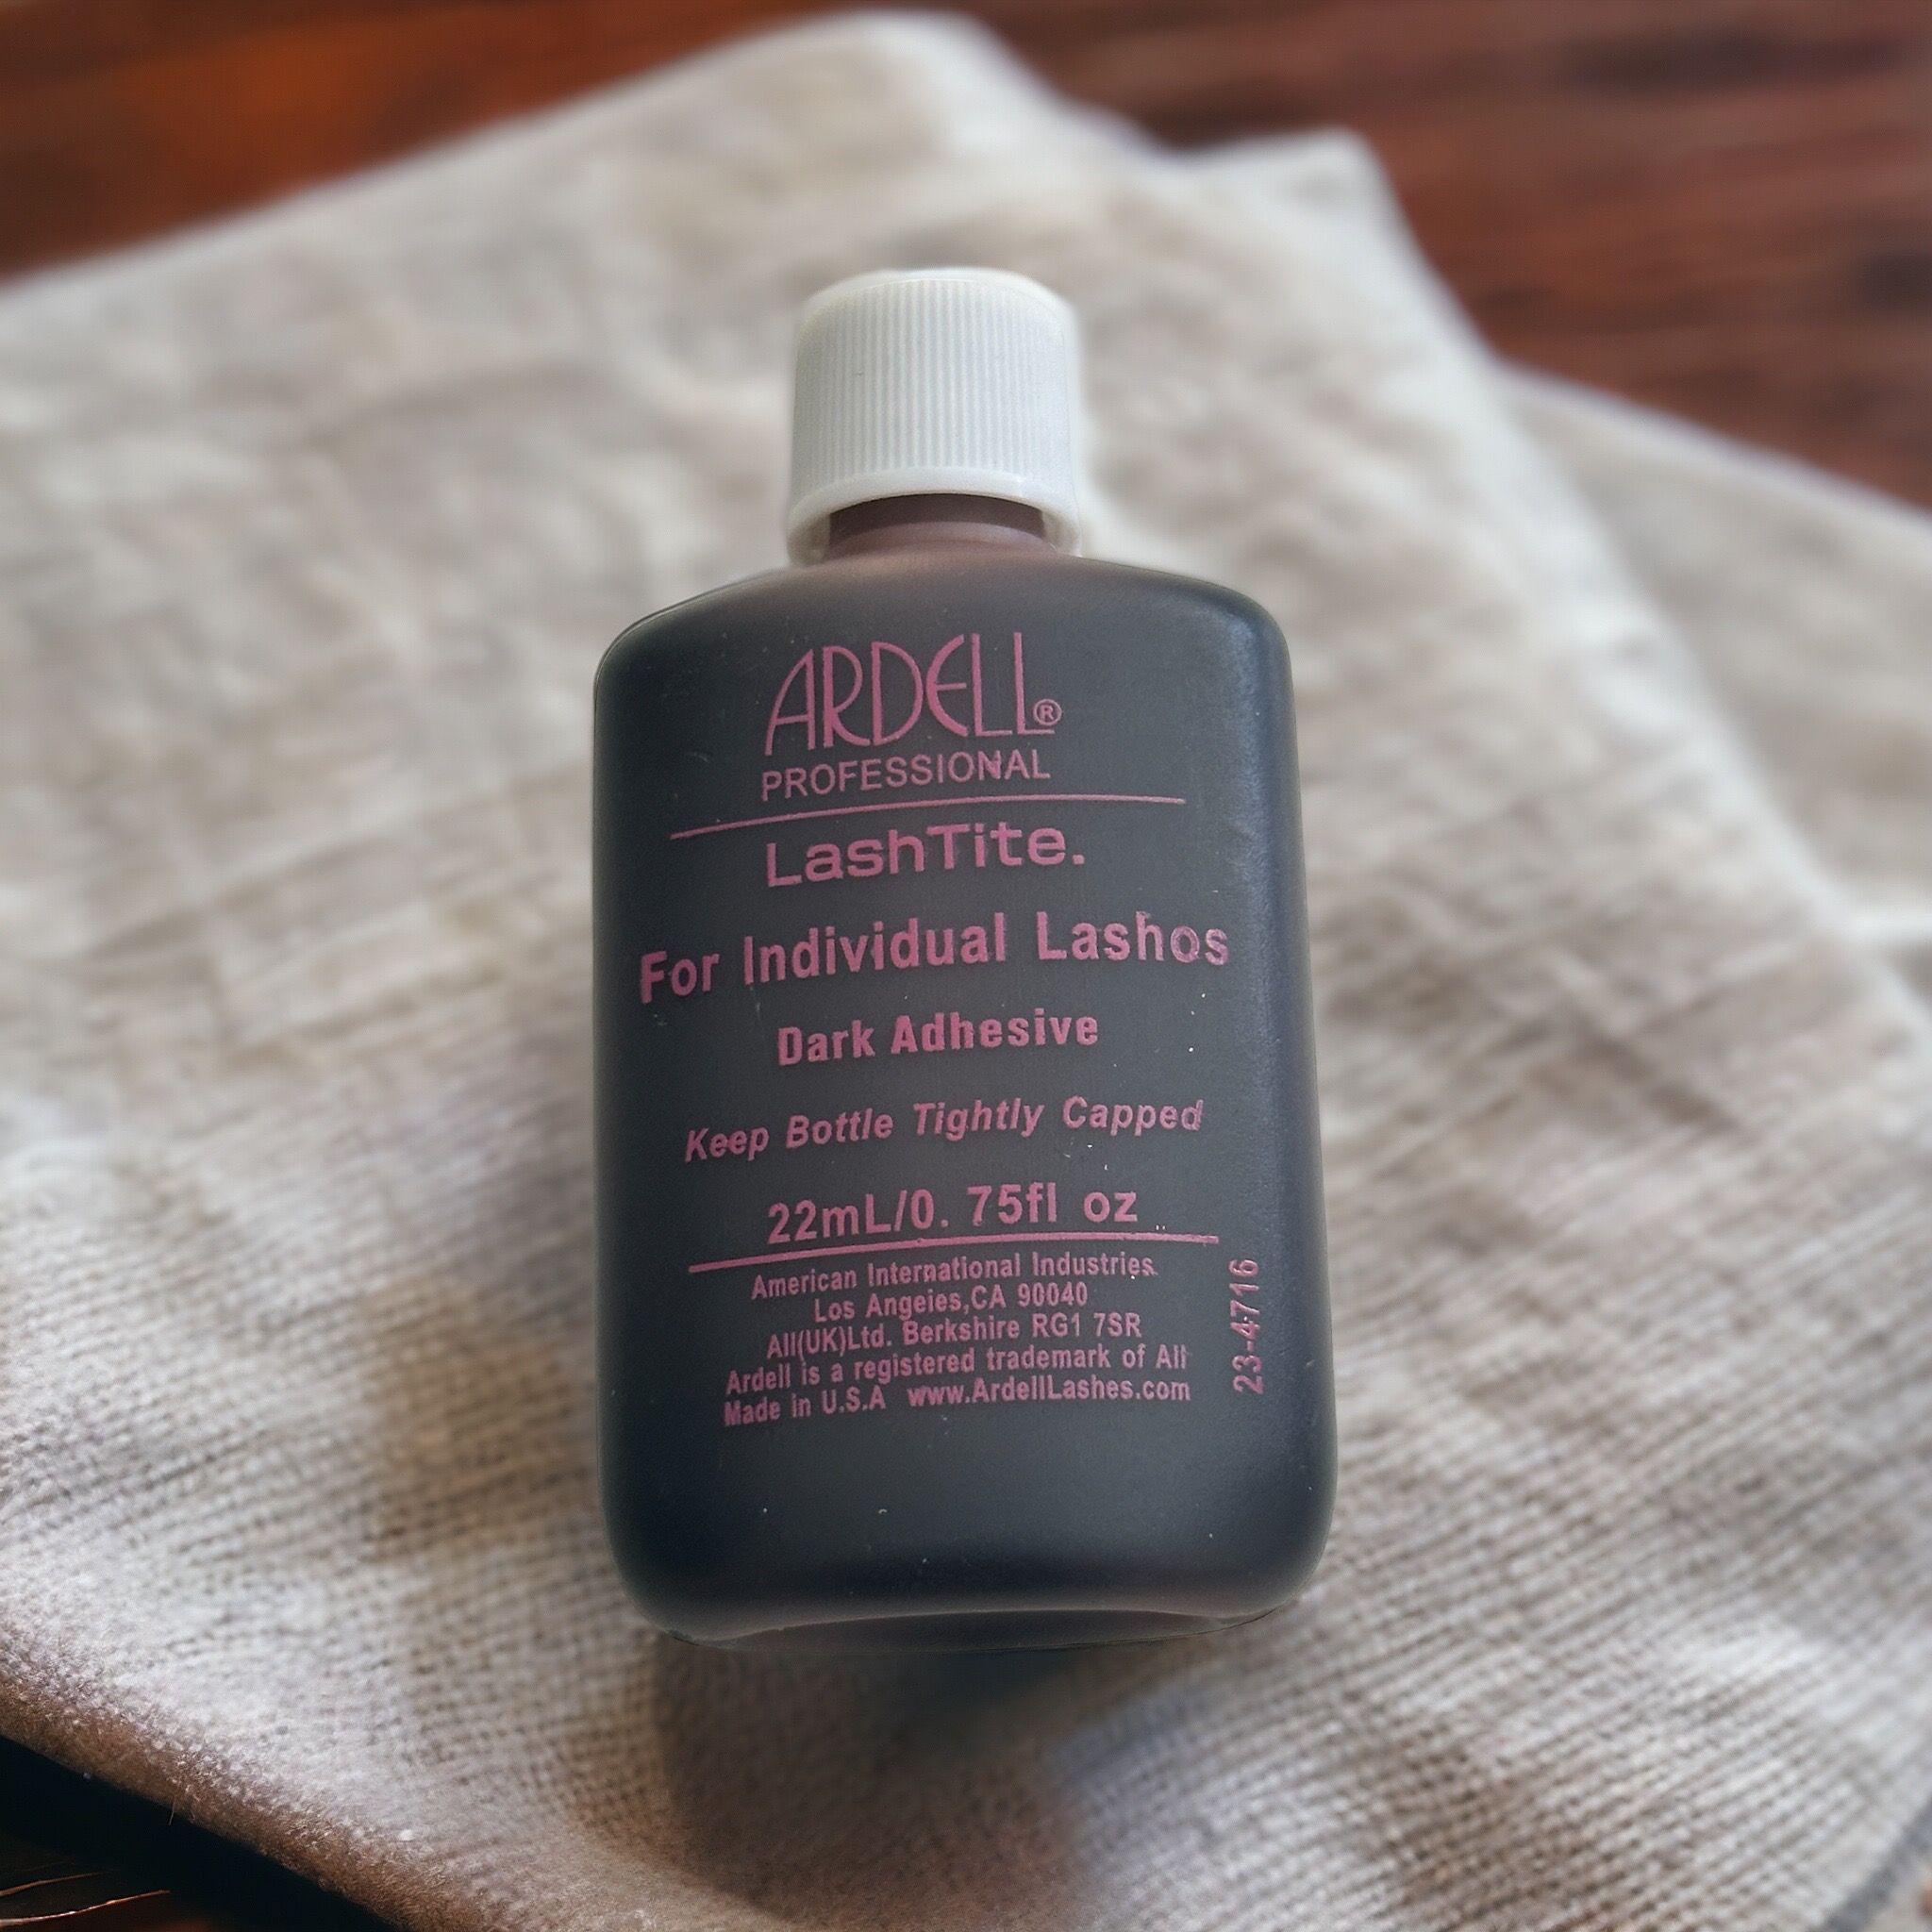 ARDELL®
PROFESSIONAL
LashTite.
For Individual Lashos
Dark Adhesive
Keep Bottle Tightly Capped
22mL/0. 75fl oz
American International Industries.
Los Angeies,CA 90040
AII(UK)Ltd. Berkshire RG1 7SR
Ardell is a registered trademark of AII
Made in U.S.A www.ArdellLashes.com
23-4716